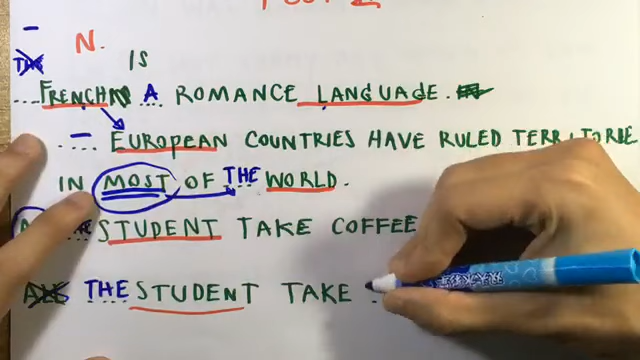 N.
IS
THE
....FRENCH A ROMANCE LANGUAGE.
– EUROPEAN COUNTRIES HAVE RULED TERRITORIE
IN MOST OF THE WORLD.
STUDENT TAKE COFFEE
THE STUDENT TAKE